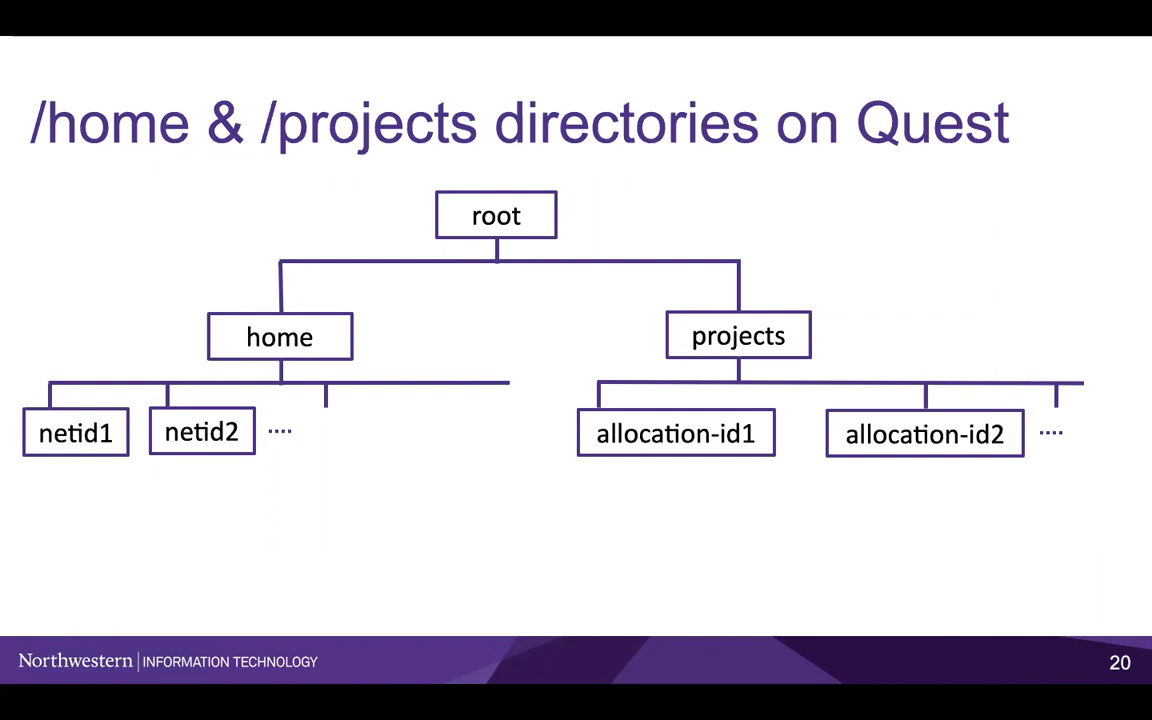 /home & /projects directories on Quest
root
home
projects
netid1
netid2
....
allocation-id1
allocation-id2
....
Northwestern | INFORMATION TECHNOLOGY
20